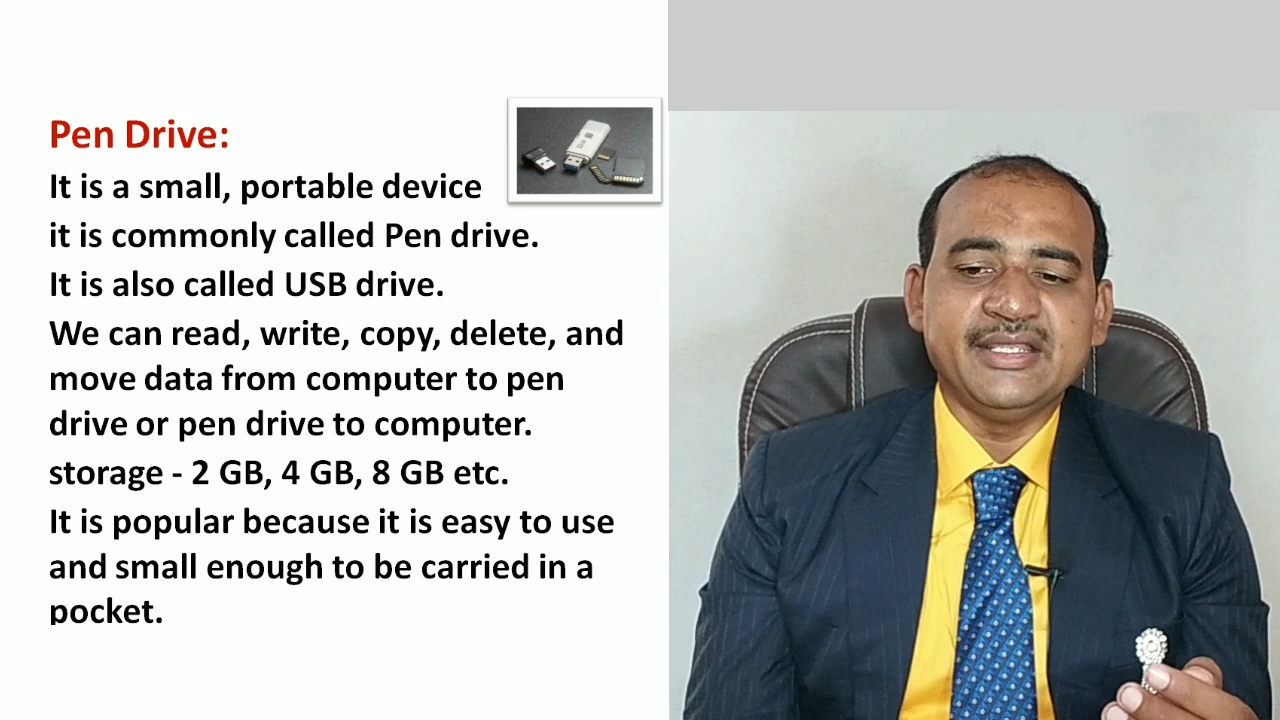 Pen Drive:
It is a small, portable device
it is commonly called Pen drive.
It is also called USB drive.
We can read, write, copy, delete, and
move data from computer to pen
drive or pen drive to computer.
storage - 2 GB, 4 GB, 8 GB etc.
It is popular because it is easy to use
and small enough to be carried in a
pocket.